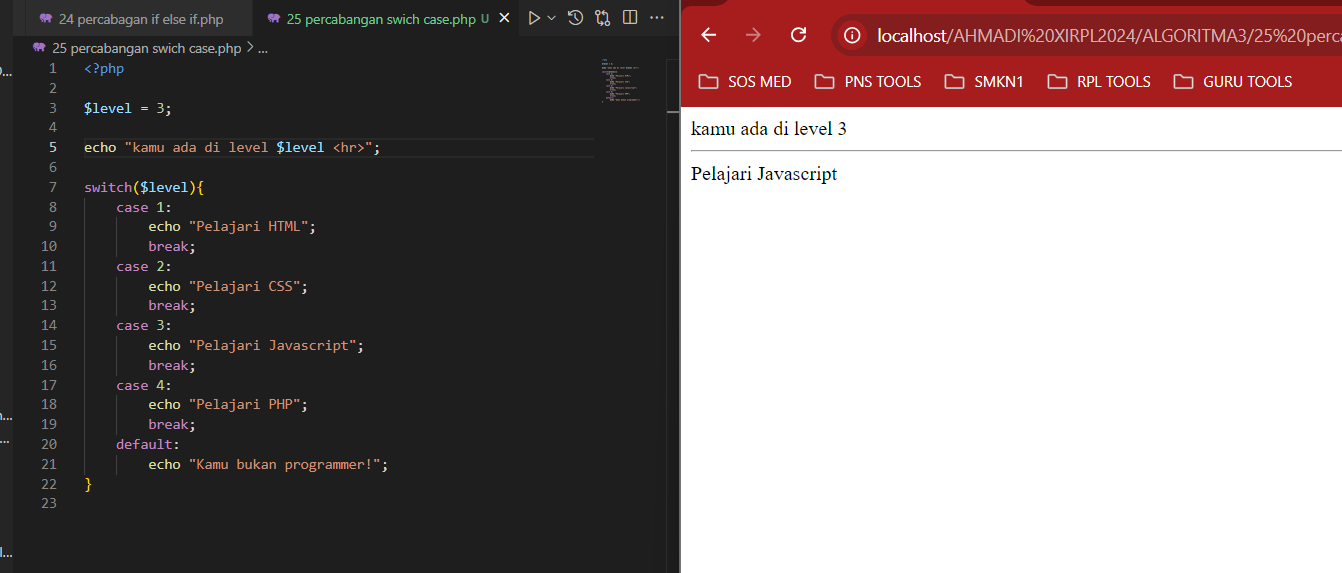 24 percabagan if else if.php
25 percabangan swich case.php U
25 percabangan swich case.php > ...
1 <?php
2
3 $level = 3;
4
5 echo "kamu ada di level $level <hr>";
6
7 switch($level){
8 case 1:
9 echo "Pelajari HTML";
10 break;
11 case 2:
12 echo "Pelajari CSS";
13 break;
14 case 3:
15 echo "Pelajari Javascript";
16 break;
17 case 4:
18 echo "Pelajari PHP";
19 break;
20 default:
21 echo "Kamu bukan programmer!";
22 }
23
localhost/AHMADI%20XIRPL2024/ALGORITMA3/25%20perca
SOS MED
PNS TOOLS
SMKN1
RPL TOOLS
GURU TOOLS
kamu ada di level 3
Pelajari Javascript